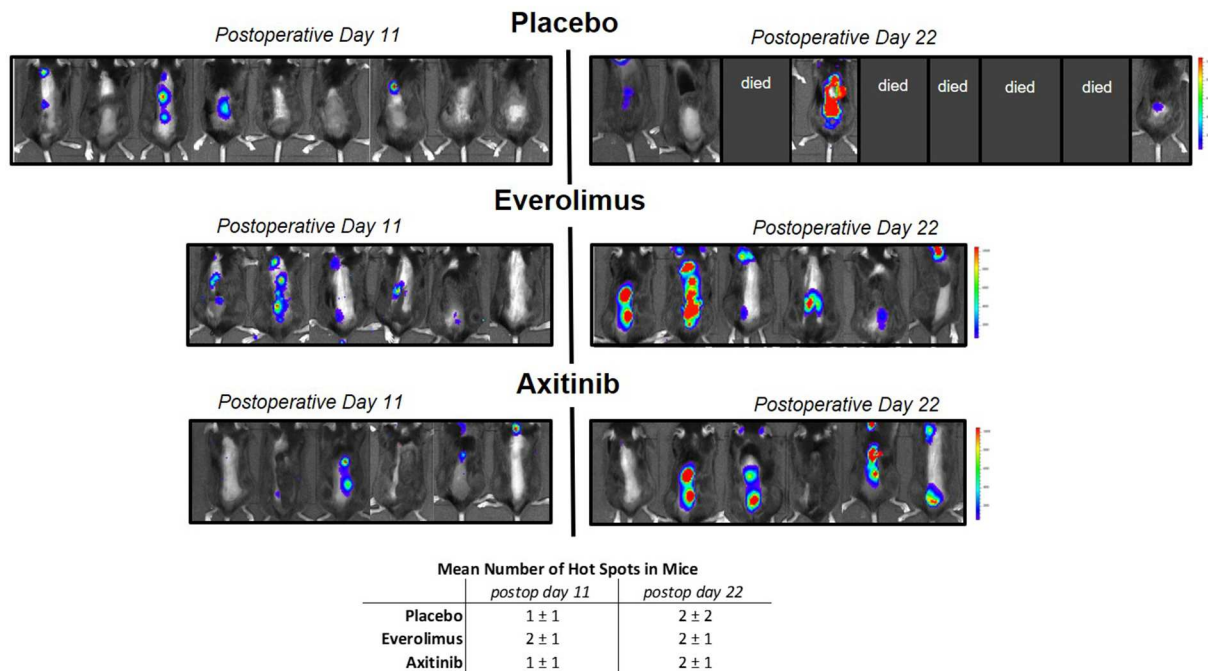 Placebo
Postoperative Day 11
Postoperative Day 22
died
died
died
died
died
Everolimus
Postoperative Day 11
Postoperative Day 22
Axitinib
Postoperative Day 11
Postoperative Day 22
Mean Number of Hot Spots in Mice
postop day 11 postop day 22
Placebo 1 ± 1 2 ± 2
Everolimus 2 ± 1 2 ± 1
Axitinib 1 ± 1 2 ± 1